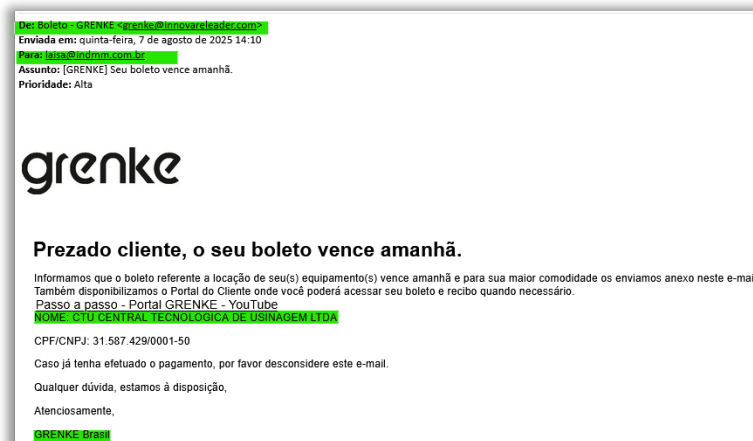 De: Boleto - GRENKE <grenke@innovareleader.com>
Enviada em: quinta-feira, 7 de agosto de 2025 14:10
Para: laisa@indmm.com.br
Assunto: [GRENKE] Seu boleto vence amanhã.
Prioridade: Alta
grenke
Prezado cliente, o seu boleto vence amanhã.
Informamos que o boleto referente a locação de seu(s) equipamento(s) vence amanhã e para sua maior comodidade os enviamos anexo neste e-mai
Também disponibilizamos o Portal do Cliente onde você poderá acessar seu boleto e recibo quando necessário.
Passo a passo - Portal GRENKE - YouTube
NOME: CTU CENTRAL TECNOLOGICA DE USINAGEM LTDA
CPF/CNPJ: 31.587.429/0001-50
Caso já tenha efetuado o pagamento, por favor desconsidere este e-mail.
Qualquer dúvida, estamos à disposição,
Atenciosamente,
GRENKE Brasil